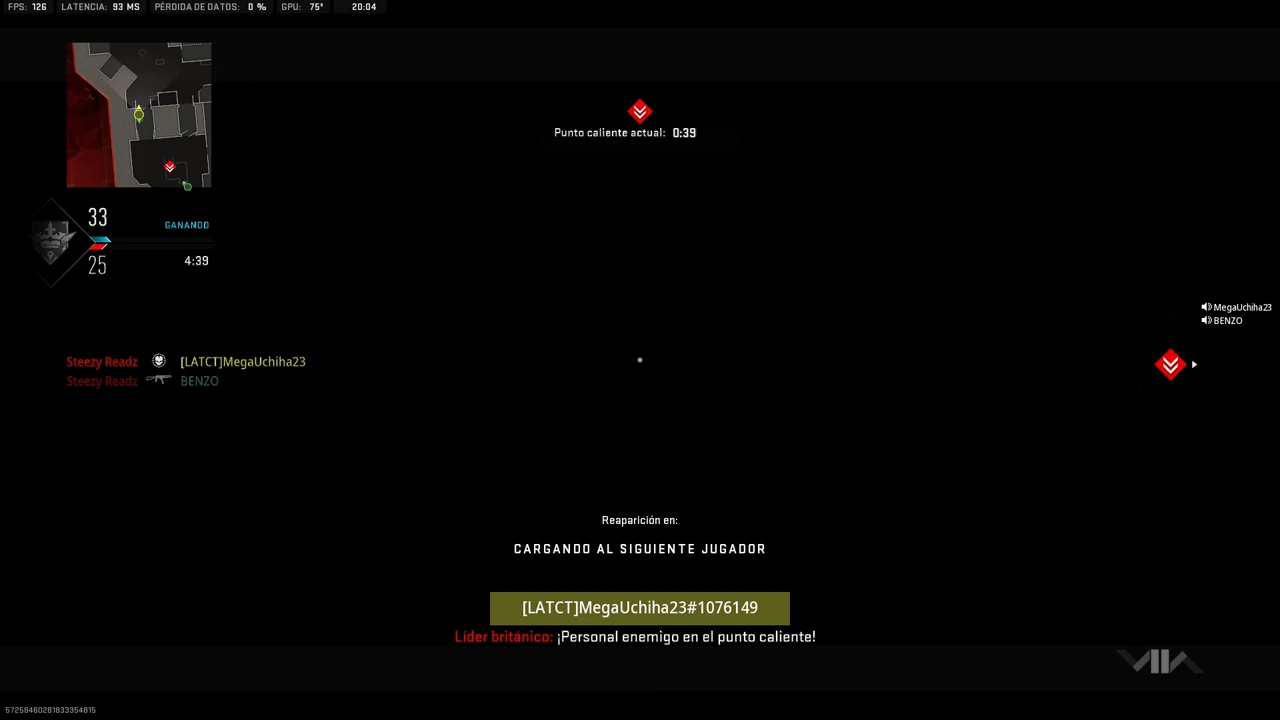 FPS: 126 LATENCIA: 93 MS PÉRDIDA DE DATOS: 0 % GPU: 75° 20:04
Punto caliente actual: 0:39
33 GANANDO
25 4:39
MegaUchiha23
BENZO
Steezy Readz [LATCT]MegaUchiha23
Steezy Readz BENZO
Reaparición en:
CARGANDO AL SIGUIENTE JUGADOR
[LATCT]MegaUchiha23#1076149
Líder británico: ¡Personal enemigo en el punto caliente!
57258460281833354815